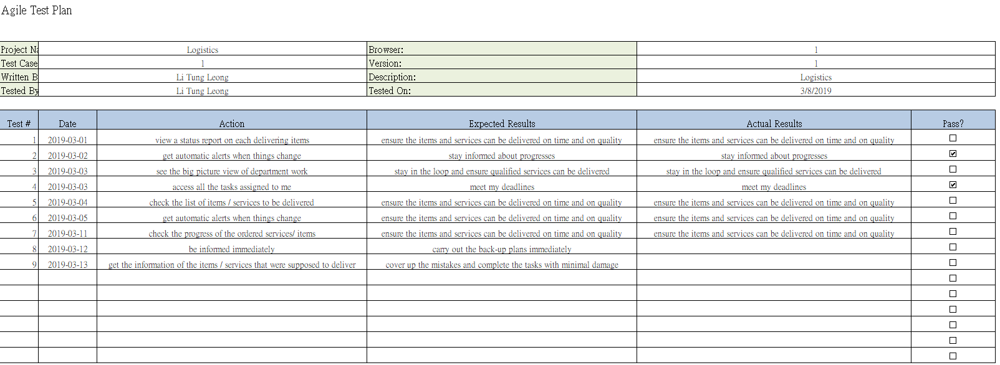 Agile Test Plan
Project Na Logistics Browser: 1
Test Case 1 Version: 1
Written B Li Tung Leong Description: Logistics
Tested By Li Tung Leong Tested On: 3/8/2019
Test # Date Action Expected Results Actual Results Pass?
1 2019-03-01 view a status report on each delivering items ensure the items and services can be delivered on time and on quality ensure the items and services can be delivered on time and on quality
2 2019-03-02 get automatic alerts when things change stay informed about progresses stay informed about progresses
3 2019-03-03 see the big picture view of department work stay in the loop and ensure qualified services can be delivered stay in the loop and ensure qualified services can be delivered
4 2019-03-03 access all the tasks assigned to me meet my deadlines meet my deadlines
5 2019-03-04 check the list of items / services to be delivered ensure the items and services can be delivered on time and on quality ensure the items and services can be delivered on time and on quality
6 2019-03-05 get automatic alerts when things change ensure the items and services can be delivered on time and on quality ensure the items and services can be delivered on time and on quality
7 2019-03-11 check the progress of the ordered services/ items ensure the items and services can be delivered on time and on quality ensure the items and services can be delivered on time and on quality
8 2019-03-12 be informed immediately carry out the back-up plans immediately
9 2019-03-13 get the information of the items / services that were supposed to deliver cover up the mistakes and complete the tasks with minimal damage